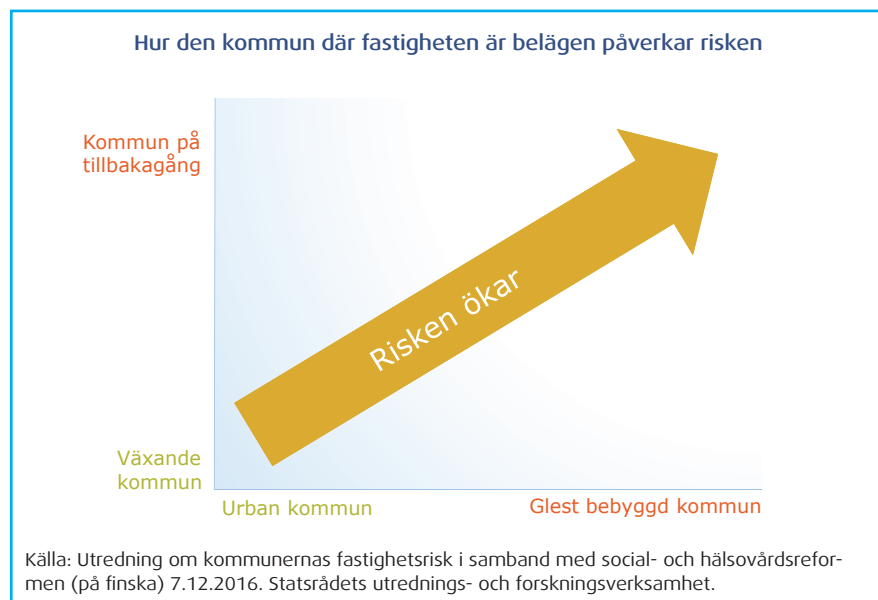 Hur den kommun där fastigheten är belägen påverkar risken
Kommun på
tillbakagång
Risken ökar
Växande
kommun
Urban kommun
Glest bebyggd kommun
Källa: Utredning om kommunernas fastighetsrisk i samband med social- och hälsovårdsrefor-
men (på finska) 7.12.2016. Statsrådets utrednings- och forskningsverksamhet.